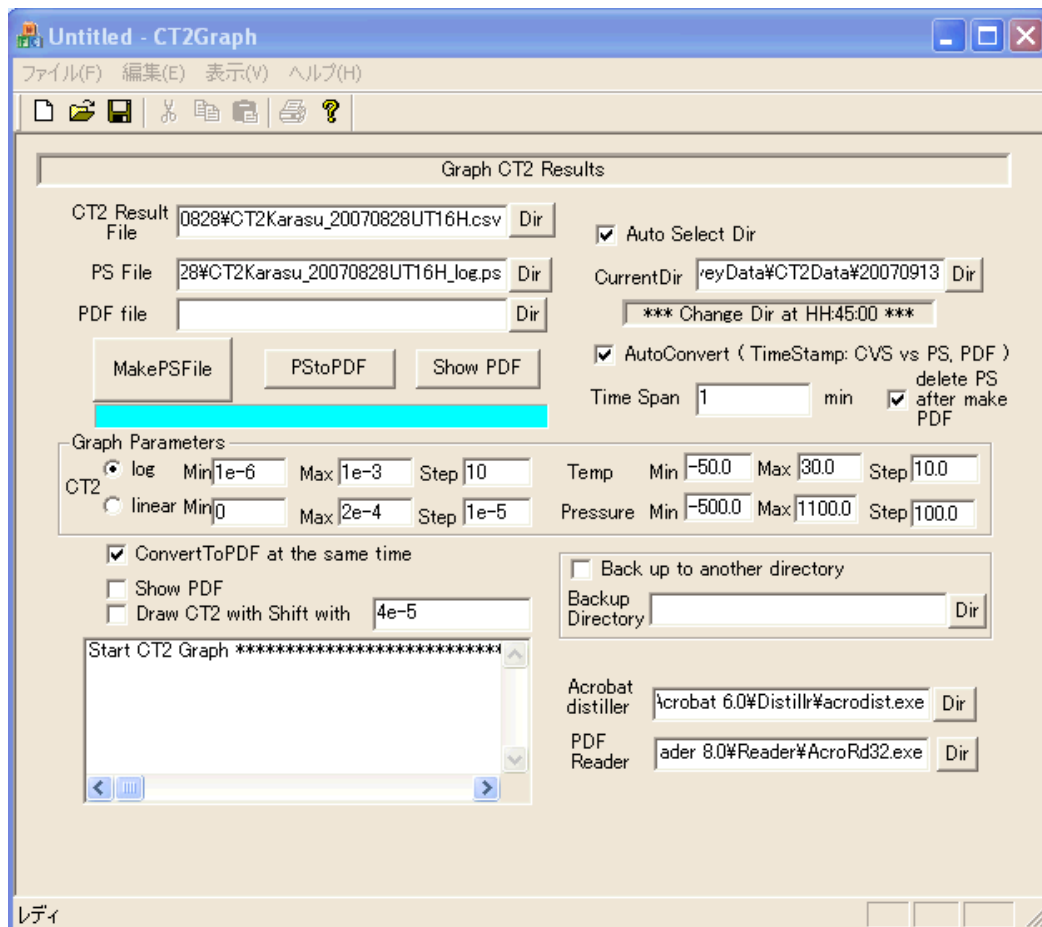 Untitled - CT2Graph
ファイル(F) 編集(E) 表示(V) ヘルプ(H)
Graph CT2 Results
CT2 Result File 0828¥CT2Karasu_20070828UT16H.csv Dir
Auto Select Dir
PS File 28¥CT2Karasu_20070828UT16H_log.ps Dir
CurrentDir reyData¥CT2Data¥20070913 Dir
PDF file Dir
*** Change Dir at HH:45:00 ***
MakePSFile PStoPDF Show PDF
AutoConvert ( TimeStamp: CVS vs PS, PDF )
Time Span 1 min
delete PS
after make
PDF
Graph Parameters
CT2
log Min 1e-6 Max 1e-3 Step 10
Temp Min -50.0 Max 30.0 Step 10.0
linear Min 0 Max 2e-4 Step 1e-5
Pressure Min -500.0 Max 1100.0 Step 100.0
ConvertToPDF at the same time
Show PDF
Draw CT2 with Shift with 4e-5
Back up to another directory
Backup
Directory Dir
Start CT2 Graph ***************************
Acrobat
distiller Acrobat 6.0¥Distillr¥acrodist.exe Dir
PDF
Reader ader 8.0¥Reader¥AcroRd32.exe Dir
レディ